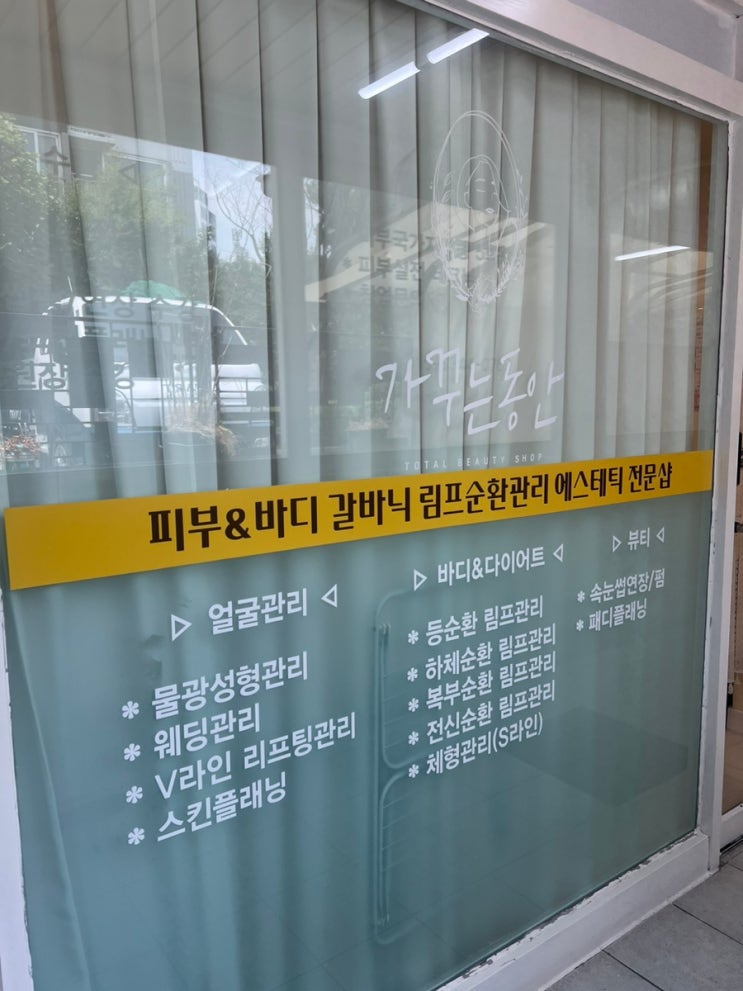 가꾸는동안
TOTAL BEAUTY SHOP
피부&바디 갈바닉 림프순환관리 에스테틱 전문샵
▷ 얼굴관리 ◁
* 물광성형관리
* 웨딩관리
* V라인 리프팅관리
* 스킨플래닝
▷ 바디&다이어트 ◁
* 등순환 림프관리
* 하체순환 림프관리
* 복부순환 림프관리
* 전신순환 림프관리
* 체형관리(S라인)
▷ 뷰티 ◁
* 속눈썹연장/펌
* 패디플래닝